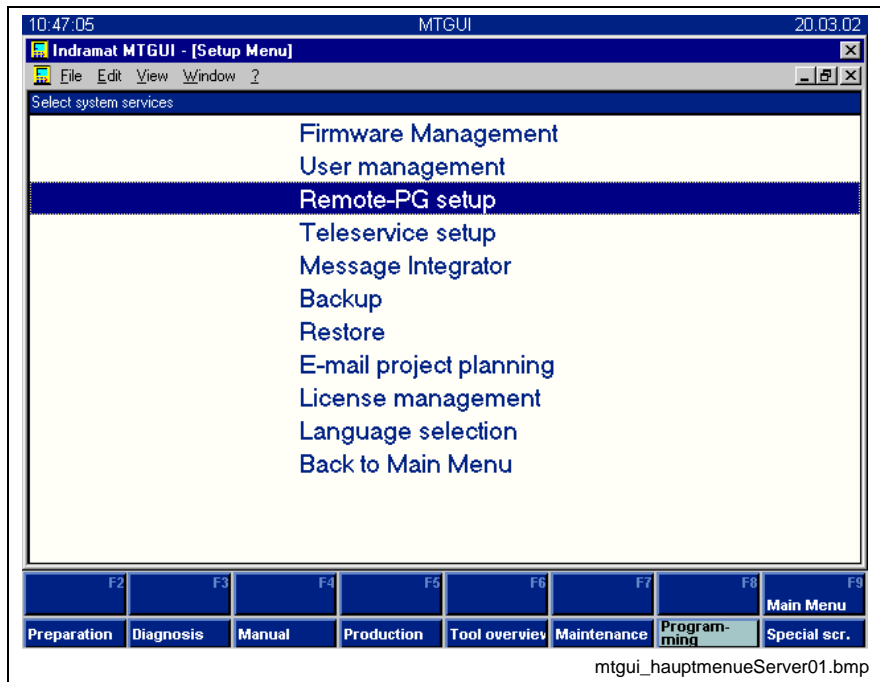 10:47:05 MTGUI 20.03.02
Indramat MTGUI - [Setup Menu]
File Edit View Window ?
Select system services
Firmware Management
User management
Remote-PG setup
Teleservice setup
Message Integrator
Backup
Restore
E-mail project planning
License management
Language selection
Back to Main Menu
F2 F3 F4 F5 F6 F7 F8 F9
Main Menu
Preparation Diagnosis Manual Production Tool overviev Maintenance Program-
ming Special scr.
mtgui_hauptmenueServer01.bmp